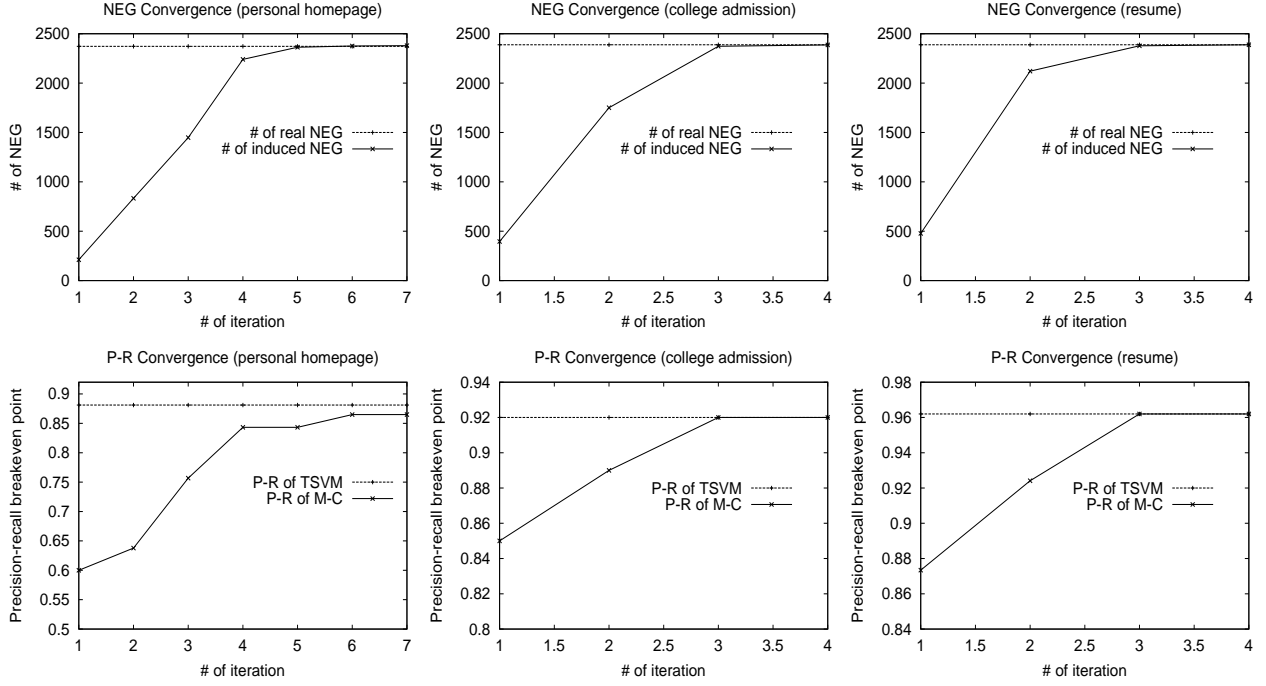 NEG Convergence (personal homepage)
2500
2000
1500
1000
500
0
# of NEG
# of real NEG
# of induced NEG
1 2 3 4 5 6 7
# of iteration
NEG Convergence (college admission)
2500
2000
1500
1000
500
0
# of NEG
# of real NEG
# of induced NEG
1 1.5 2 2.5 3 3.5 4
# of iteration
NEG Convergence (resume)
2500
2000
1500
1000
500
0
# of NEG
# of real NEG
# of induced NEG
1 1.5 2 2.5 3 3.5 4
# of iteration
P-R Convergence (personal homepage)
0.9
0.85
0.8
0.75
0.7
0.65
0.6
0.55
0.5
Precision-recall breakeven point
P-R of TSVM
P-R of M-C
1 2 3 4 5 6 7
# of iteration
P-R Convergence (college admission)
0.94
0.92
0.9
0.88
0.86
0.84
0.82
0.8
Precision-recall breakeven point
P-R of TSVM
P-R of M-C
1 1.5 2 2.5 3 3.5 4
# of iteration
P-R Convergence (resume)
0.98
0.96
0.94
0.92
0.9
0.88
0.86
0.84
Precision-recall breakeven point
P-R of TSVM
P-R of M-C
1 1.5 2 2.5 3 3.5 4
# of iteration